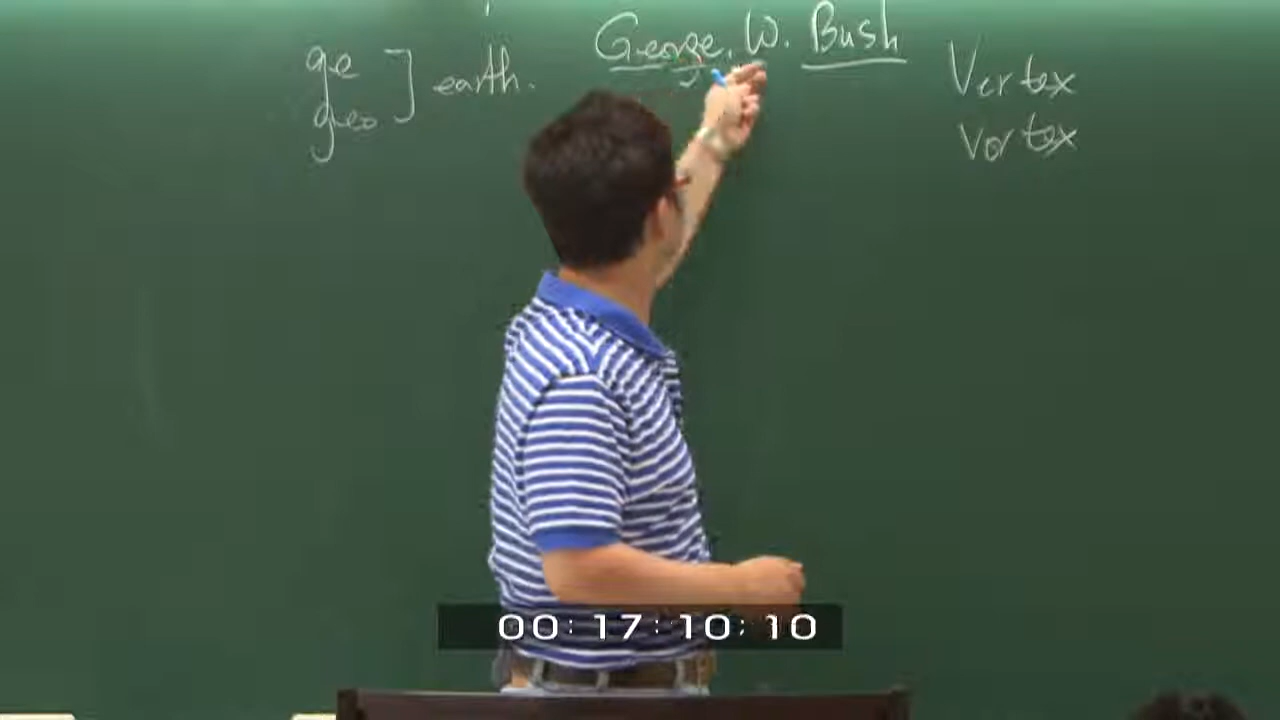 George. W. Bush
ge
geo
] earth.
Vertex
vortex
00:17:10;10